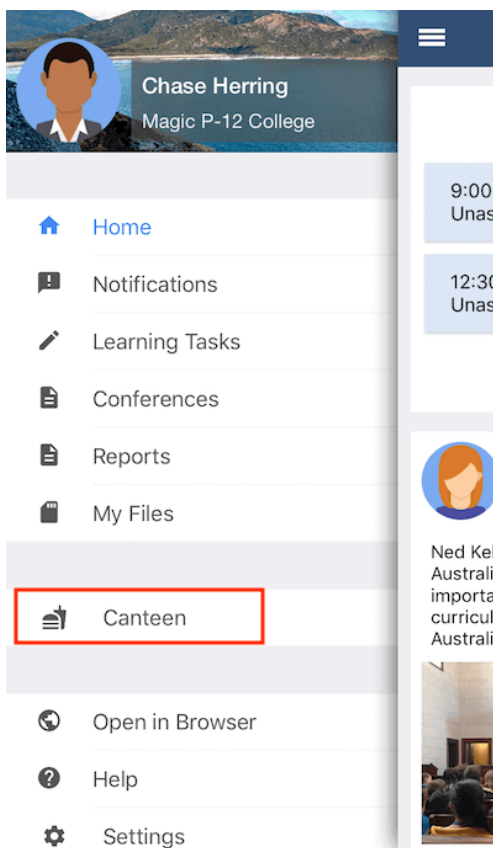 Chase Herring
Magic P-12 College
Home
Notifications
Learning Tasks
Conferences
Reports
My Files
Canteen
Open in Browser
Help
Settings
9:00
12:30
Ned